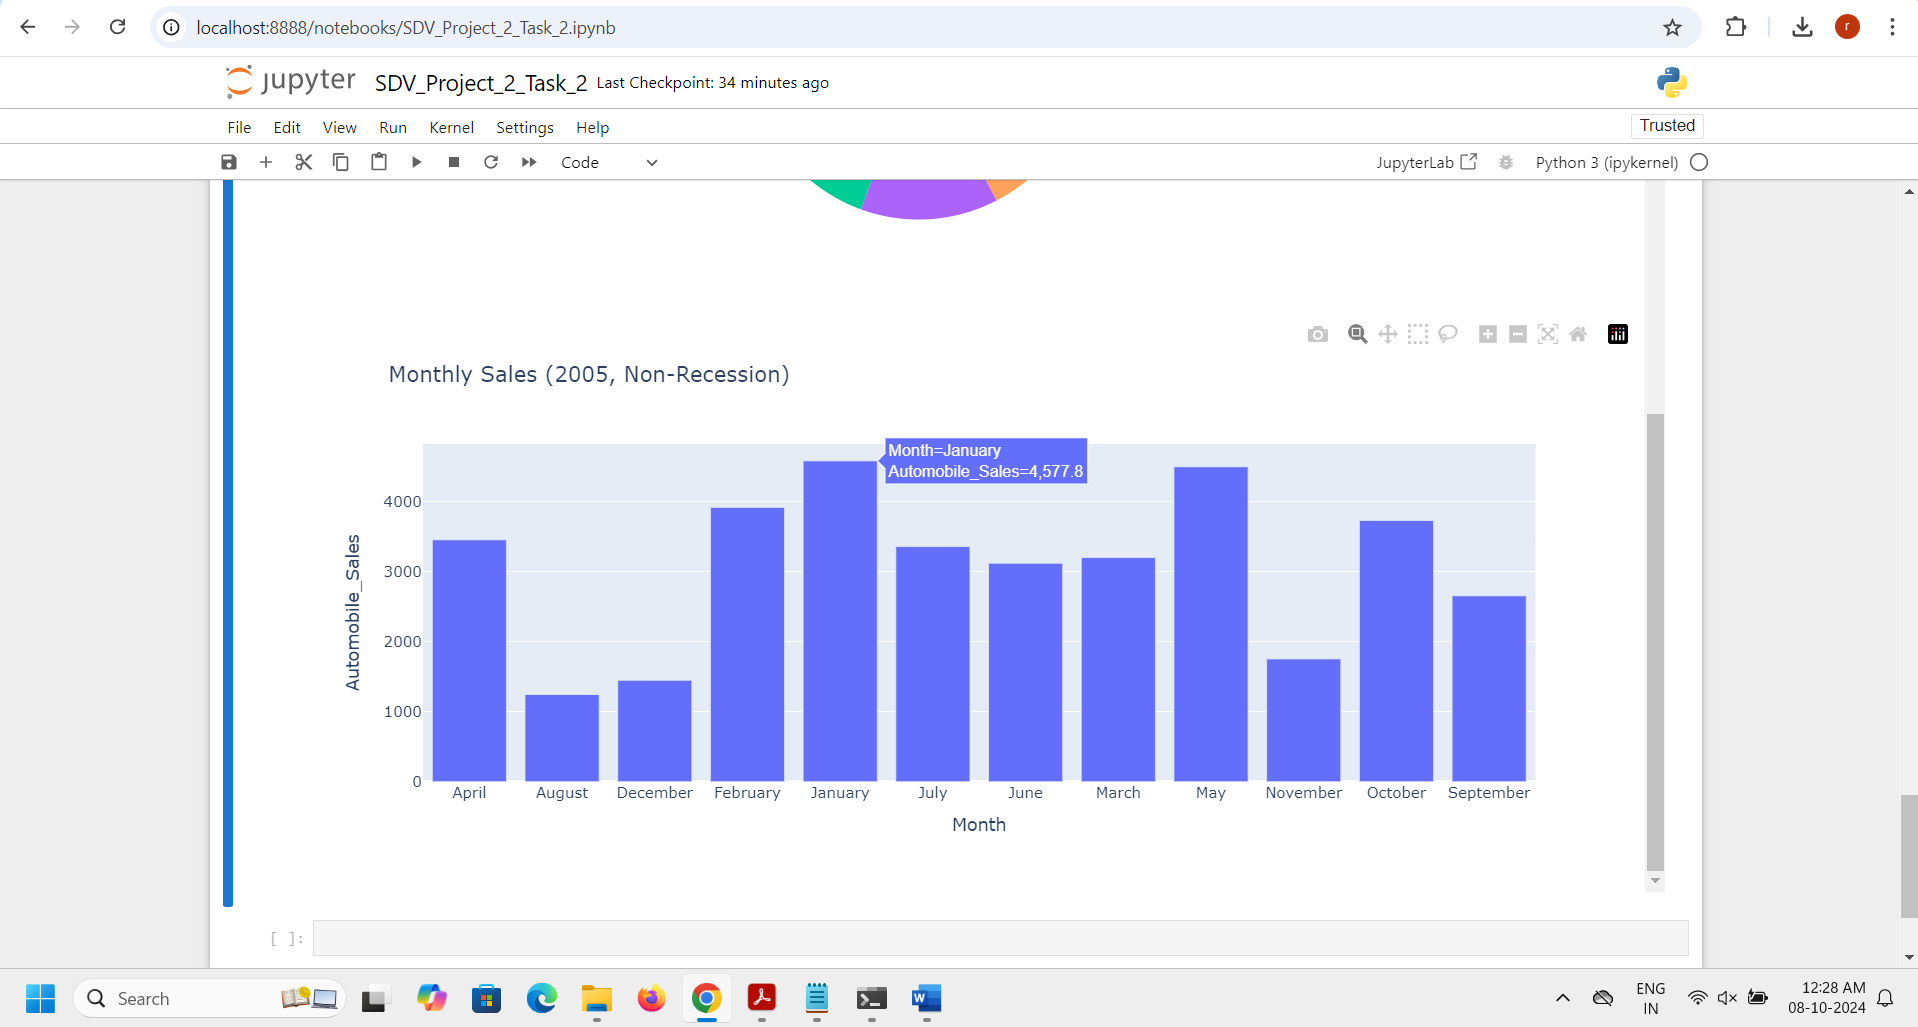 localhost:8888/notebooks/SDV_Project_2_Task_2.ipynb
r
jupyter SDV_Project_2_Task_2 Last Checkpoint: 34 minutes ago
File Edit View Run Kernel Settings Help
Trusted
Code
JupyterLab
Python 3 (ipykernel)
Monthly Sales (2005, Non-Recession)
Month=January
Automobile_Sales=4,577.8
Automobile_Sales
4000
3000
2000
1000
0
April August December February January July June March May November October September
Month
[ ]:
Search
W
ENG
IN
12:28 AM
08-10-2024